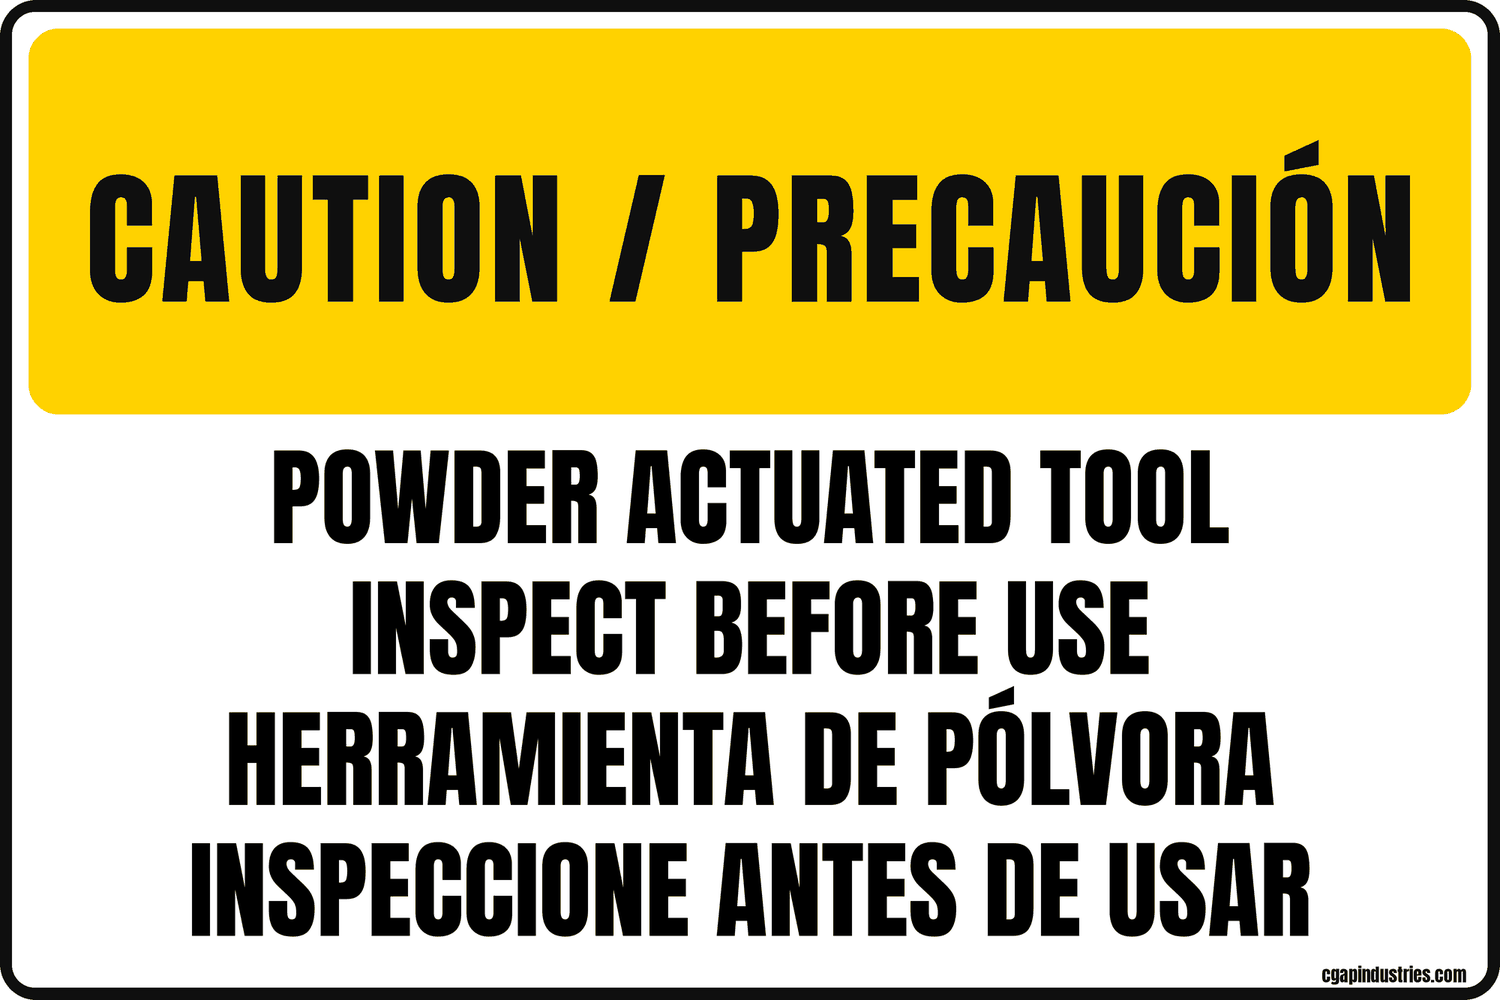 CAUTION / PRECAUCIÓN
POWDER ACTUATED TOOL
INSPECT BEFORE USE
HERRAMIENTA DE PÓLVORA
INSPECCIONE ANTES DE USAR
cgapindustries.com